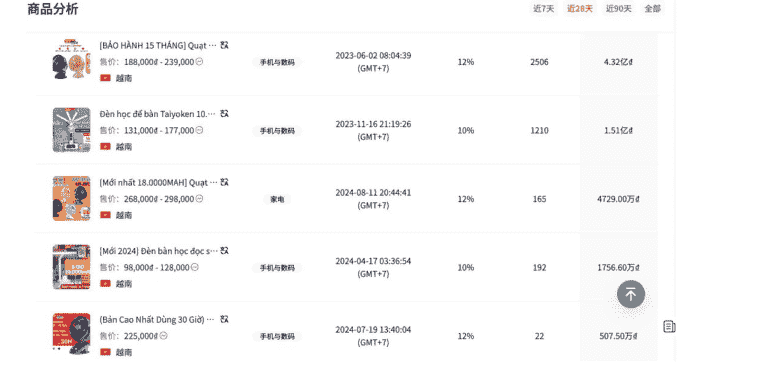 商品分析
近7天 近28天 近90天 全部
[BẢO HÀNH 15 THÁNG] Quạt ...
售价: 188,000₫ - 239,000
越南
手机与数码
2023-06-02 08:04:39
(GMT+7)
12%
2506
4.32亿₫
Đèn học để bàn Taiyoken 10....
售价: 131,000₫ - 177,000
越南
手机与数码
2023-11-16 21:19:26
(GMT+7)
10%
1210
1.51亿₫
[Mới nhất 18.0000MAH] Quạt ...
售价: 268,000₫ - 298,000
越南
家电
2024-08-11 20:44:41
(GMT+7)
12%
165
4729.00万₫
[Mới 2024] Đèn bàn học đọc s...
售价: 98,000₫ - 128,000
越南
手机与数码
2024-04-17 03:36:54
(GMT+7)
10%
192
1756.60万₫
(Bán Cao Nhất Dùng 30 Giờ) ...
售价: 225,000₫
越南
手机与数码
2024-07-19 13:40:04
(GMT+7)
12%
22
507.50万₫